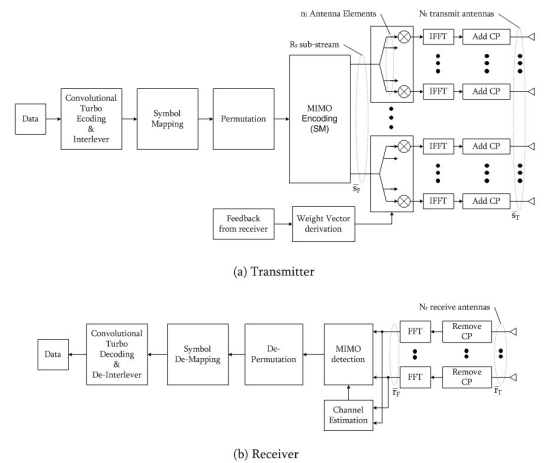 nₗ Antenna Elements
Nₜ transmit antennas
Rₛ sub-stream
IFFT
Add CP
IFFT
Add CP
Data
Convolutional
Turbo
Ecoding
&
Interlever
Symbol
Mapping
Permutation
MIMO
Encoding
(SM)
IFFT
Add CP
IFFT
Add CP
s̄F
s̄T
Feedback
from receiver
Weight Vector
derivation
(a) Transmitter
Nᵣ receive antennas
Data
Convolutional
Turbo
Decoding
&
De-Interlever
Symbol
De-Mapping
De-
Permutation
MIMO
detection
FFT
Remove
CP
FFT
Remove
CP
r̄F
r̄T
Channel
Estimation
(b) Receiver